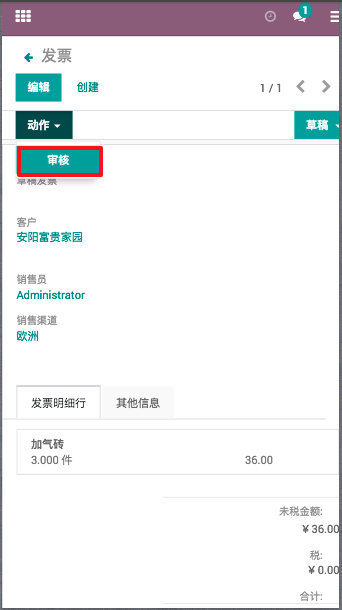 1
发票
编辑 创建 1 / 1
动作 草稿
审核
草稿发票
客户
安阳富贵家园
销售员
Administrator
销售渠道
欧洲
发票明细行 其他信息
加气砖
3.000 件 36.00
未税金额:
¥ 36.00
税:
¥ 0.00
合计: